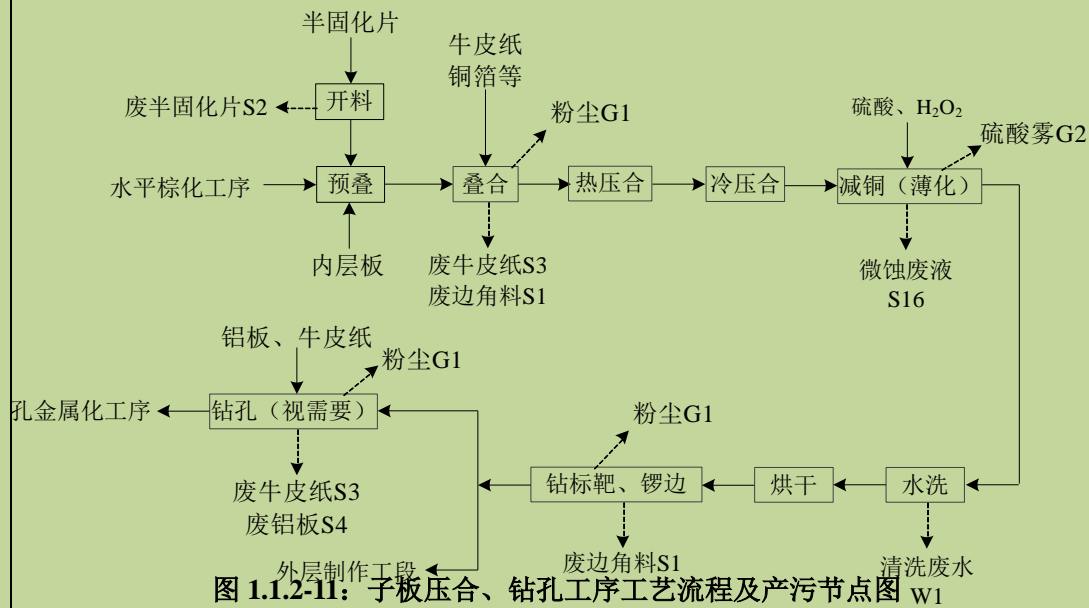 半固化片
牛皮纸
铜箔等
废半固化片S2
开料
粉尘G1
硫酸、H₂O₂
硫酸雾G2
水平棕化工序
预叠
叠合
热压合
冷压合
减铜（薄化）
内层板
废牛皮纸S3
废边角料S1
微蚀废液
S16
铝板、牛皮纸
粉尘G1
孔金属化工序
钻孔（视需要）
粉尘G1
废牛皮纸S3
废铝板S4
钻标靶、锣边
烘干
水洗
外层制作工段
废边角料S1
清洗废水
W1
图 1.1.2-11：子板压合、钻孔工序工艺流程及产污节点图